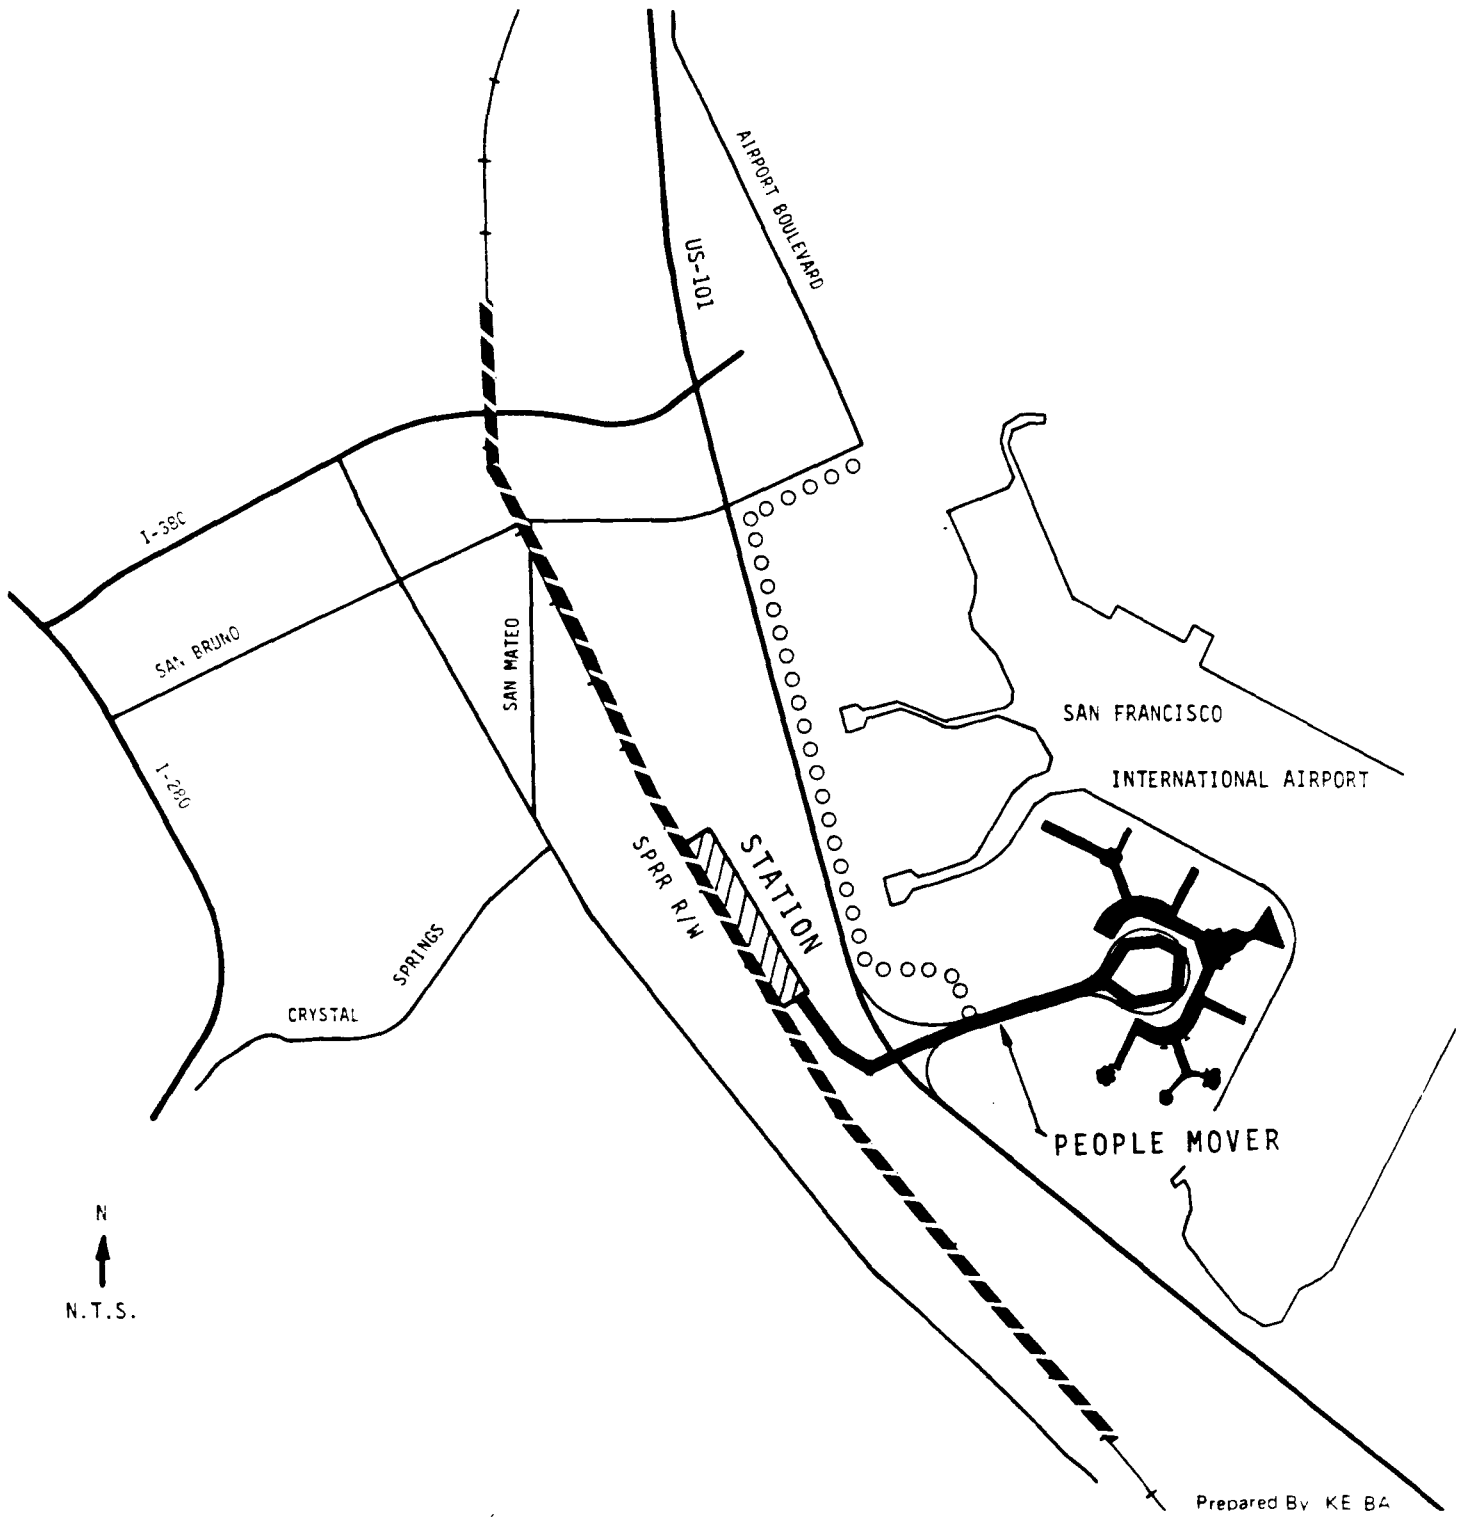 AIRPORT BOULEVARD
US-101
I-380
SAN BRUNO
SAN MATEO
I-280
SAN FRANCISCO
INTERNATIONAL AIRPORT
STATION
SPRR R/W
SPRINGS
CRYSTAL
PEOPLE MOVER
N
N.T.S.
Prepared By KE BA